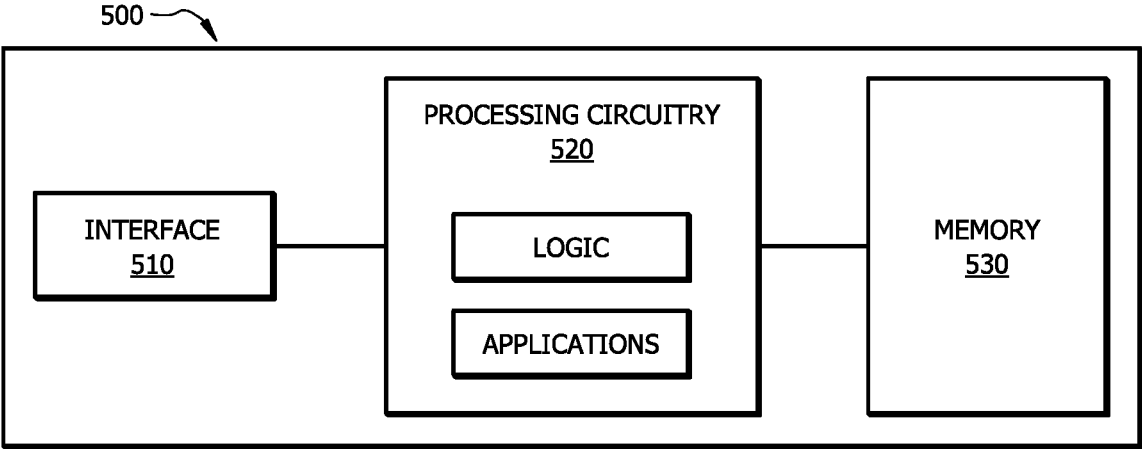 500
PROCESSING CIRCUITRY
520
INTERFACE
510
LOGIC
APPLICATIONS
MEMORY
530